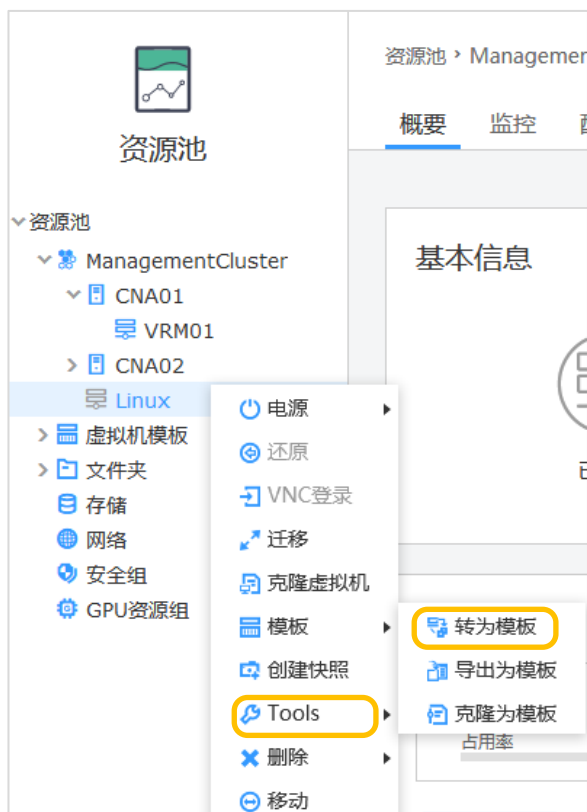 资源池
资源池
ManagementCluster
CNA01
VRM01
CNA02
Linux
虚拟机模板
文件夹
存储
网络
安全组
GPU资源组
资源池 > Managemen
概要 监控
基本信息
电源
还原
VNC登录
迁移
克隆虚拟机
模板
创建快照
Tools
删除
移动
转为模板
导出为模板
克隆为模板
占用率